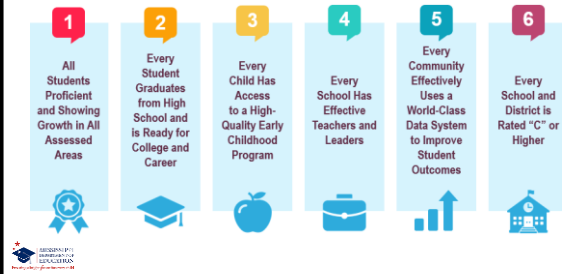 1
All
Students
Proficient
and Showing
Growth in All
Assessed
Areas
2
Every
Student
Graduates
from High
School and
is Ready for
College and
Career
3
Every
Child Has
Access
to a High-
Quality Early
Childhood
Program
4
Every
School Has
Effective
Teachers and
Leaders
5
Every
Community
Effectively
Uses a
World-Class
Data System
to Improve
Student
Outcomes
6
Every
School and
District is
Rated “C” or
Higher
MISSISSIPPI
DEPARTMENT OF
EDUCATION